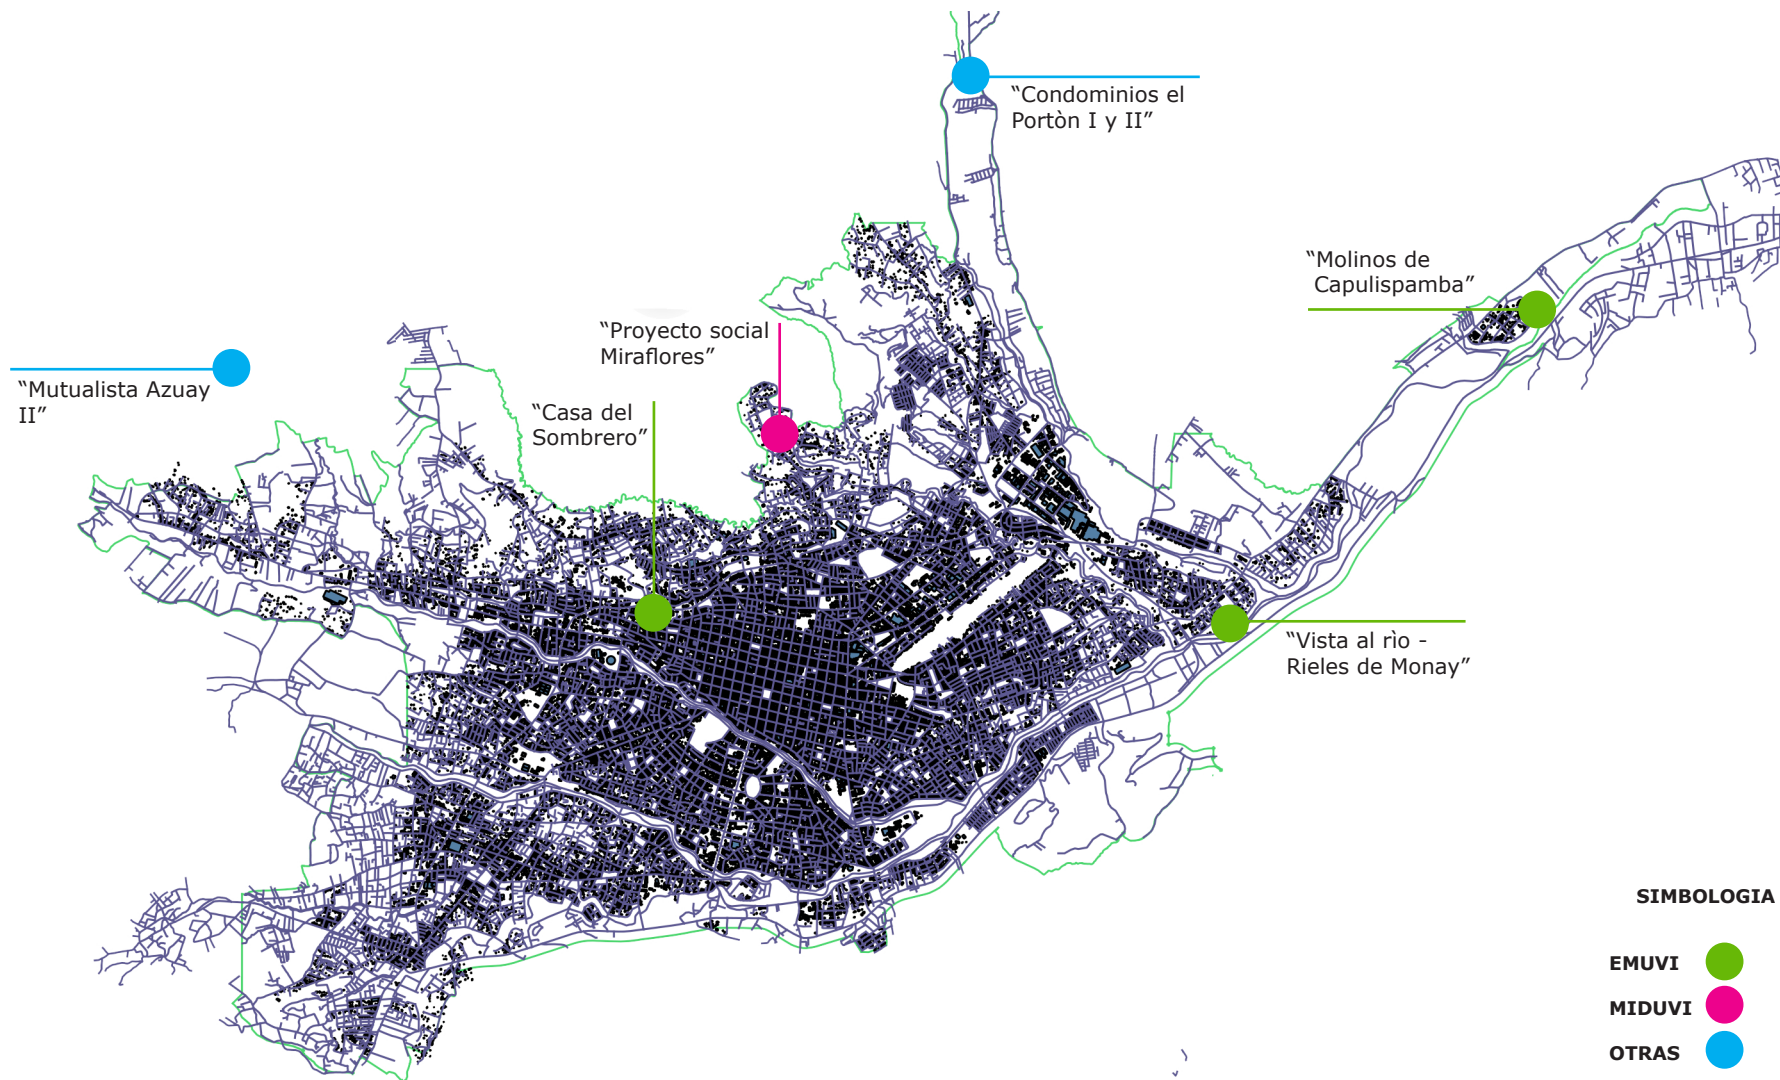 “Condominios el
Portòn I y II”
“Molinos de
Capulispamba”
“Proyecto social
Miraflores”
“Mutualista Azuay
II”
“Casa del
Sombrero”
“Vista al rìo -
Rieles de Monay”
SIMBOLOGIA
EMUVI
MIDUVI
OTRAS